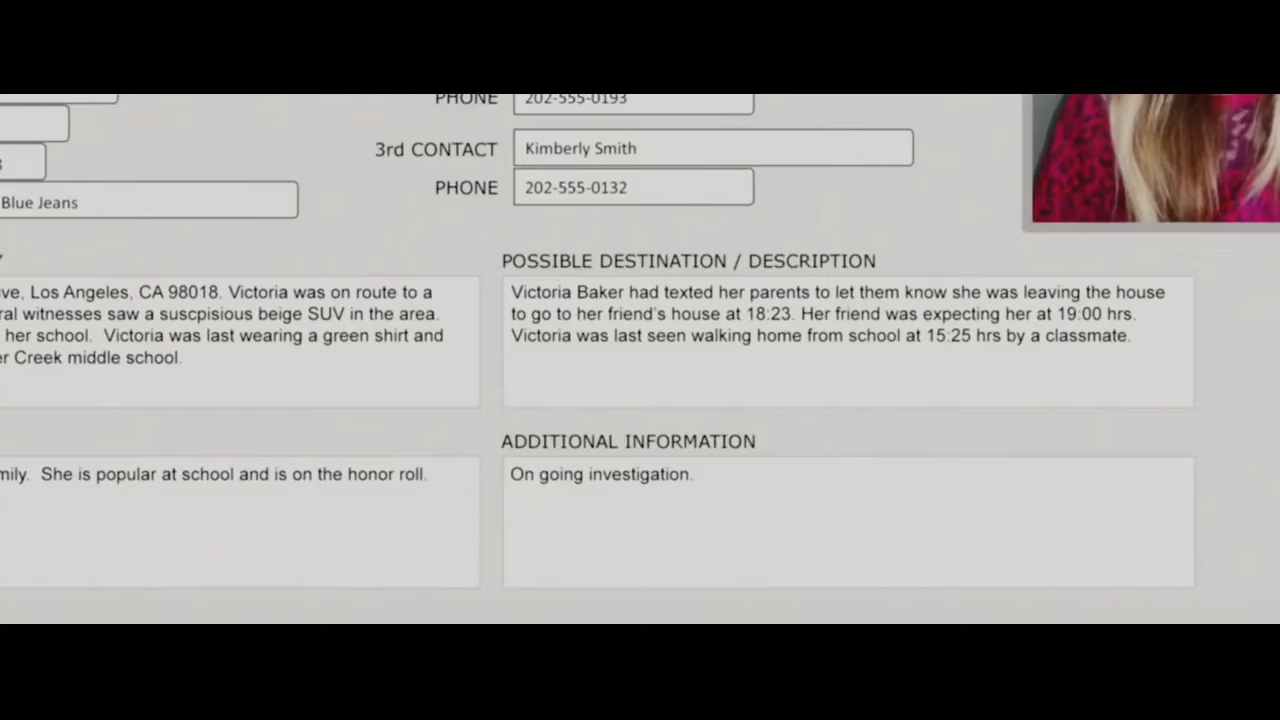 PHONE 202-555-0193
3rd CONTACT Kimberly Smith
PHONE 202-555-0132
Blue Jeans
Los Angeles, CA 98018. Victoria was on route to a
witnesses saw a suscpisious beige SUV in the area.
her school. Victoria was last wearing a green shirt and
Creek middle school.
POSSIBLE DESTINATION / DESCRIPTION
Victoria Baker had texted her parents to let them know she was leaving the house
to go to her friend's house at 18:23. Her friend was expecting her at 19:00 hrs.
Victoria was last seen walking home from school at 15:25 hrs by a classmate.
She is popular at school and is on the honor roll.
ADDITIONAL INFORMATION
On going investigation.